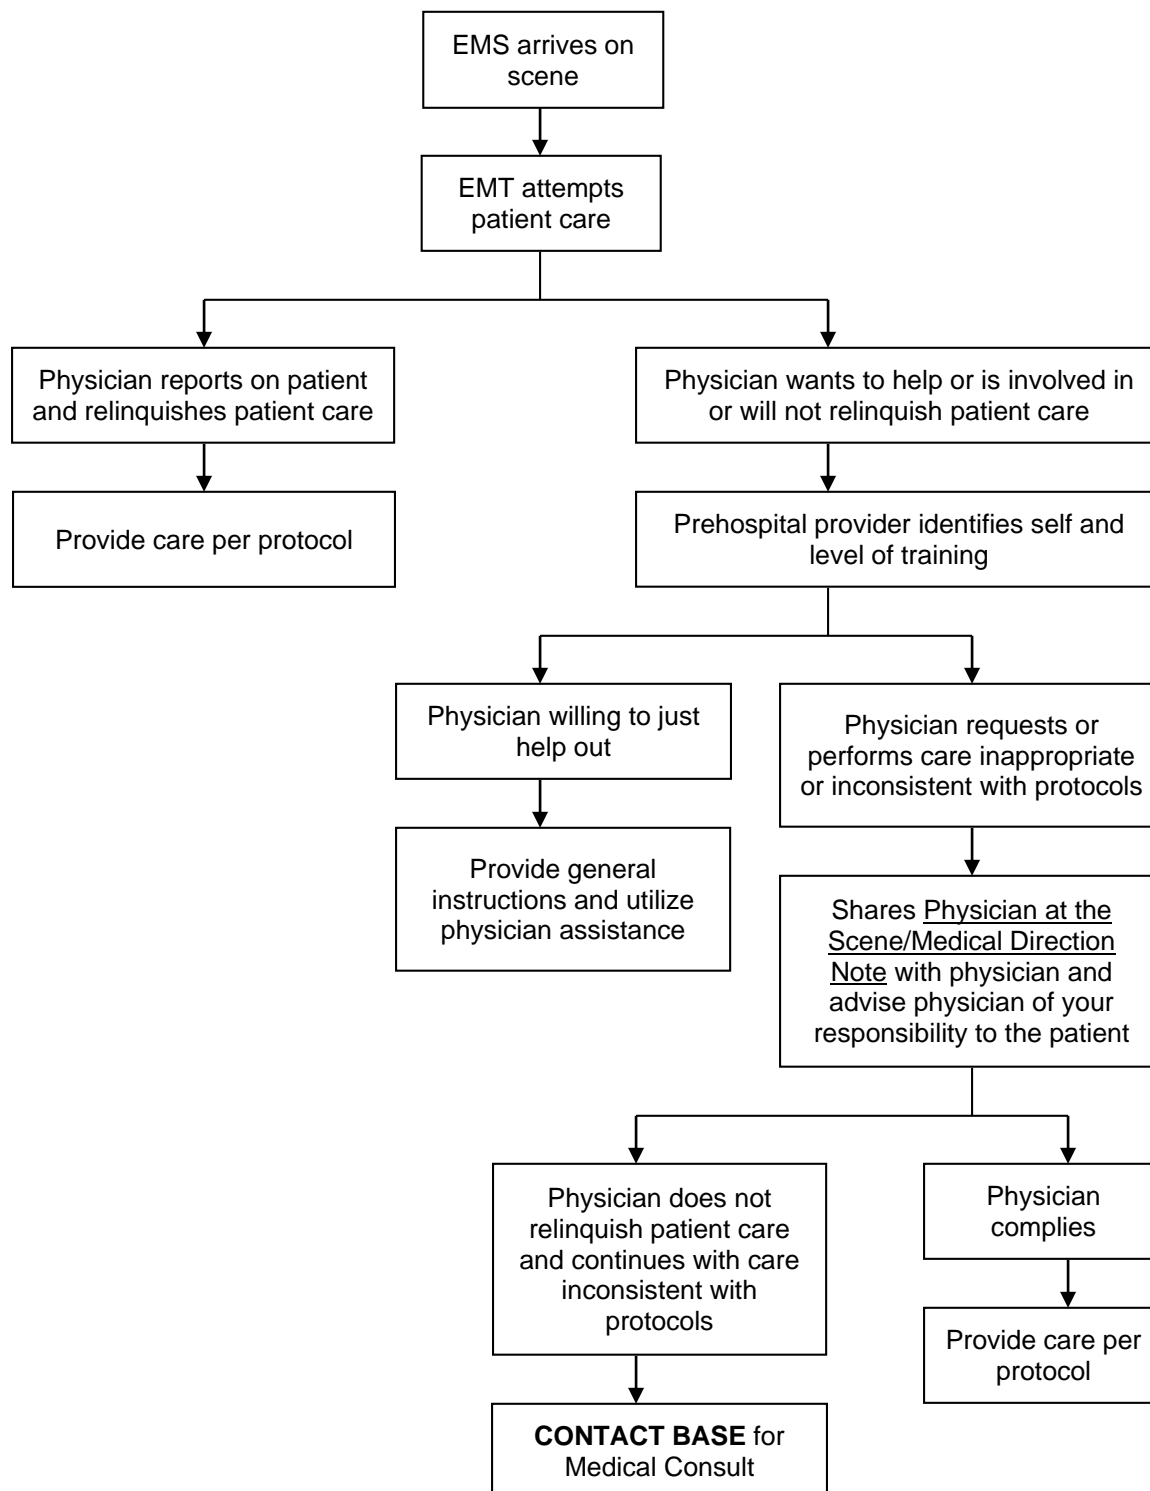 EMS arrives on
scene
EMT attempts
patient care
Physician reports on patient
and relinquishes patient care
Physician wants to help or is involved in
or will not relinquish patient care
Provide care per protocol
Prehospital provider identifies self and
level of training
Physician willing to just
help out
Physician requests or
performs care inappropriate
or inconsistent with protocols
Provide general
instructions and utilize
physician assistance
Shares Physician at the
Scene/Medical Direction
Note with physician and
advise physician of your
responsibility to the patient
Physician does not
relinquish patient care
and continues with care
inconsistent with
protocols
Physician
complies
Provide care per
protocol
CONTACT BASE for
Medical Consult